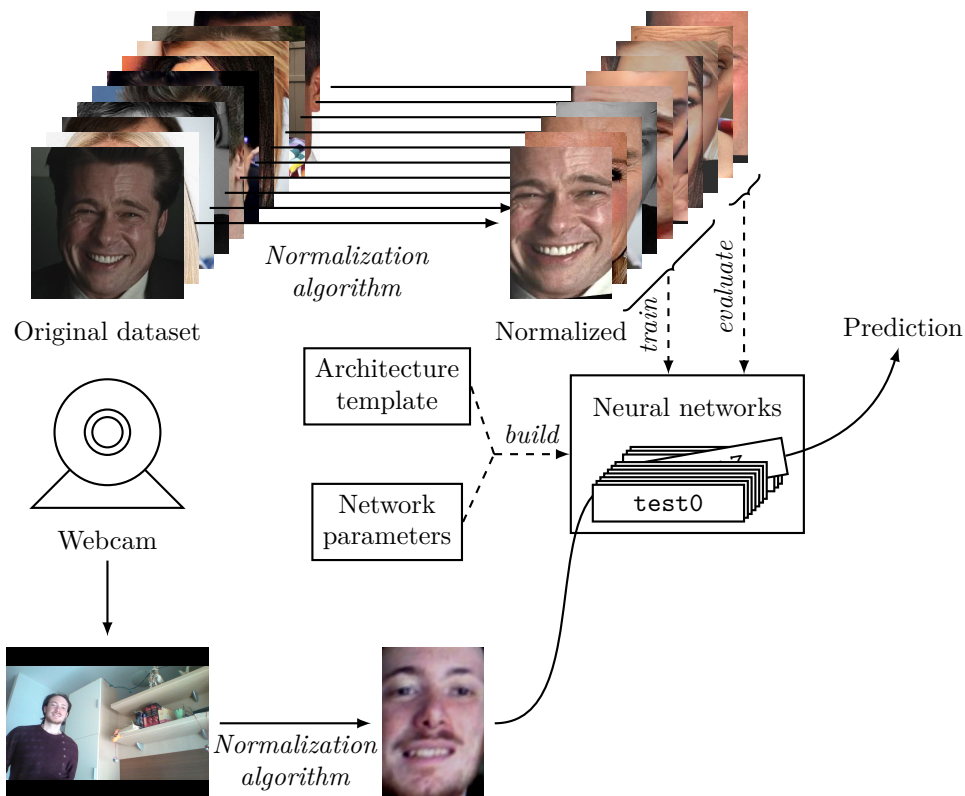 Normalization
algorithm
Original dataset
Normalized
train
evaluate
Prediction
Architecture
template
Neural networks
build
test0
Network
parameters
Webcam
Normalization
algorithm